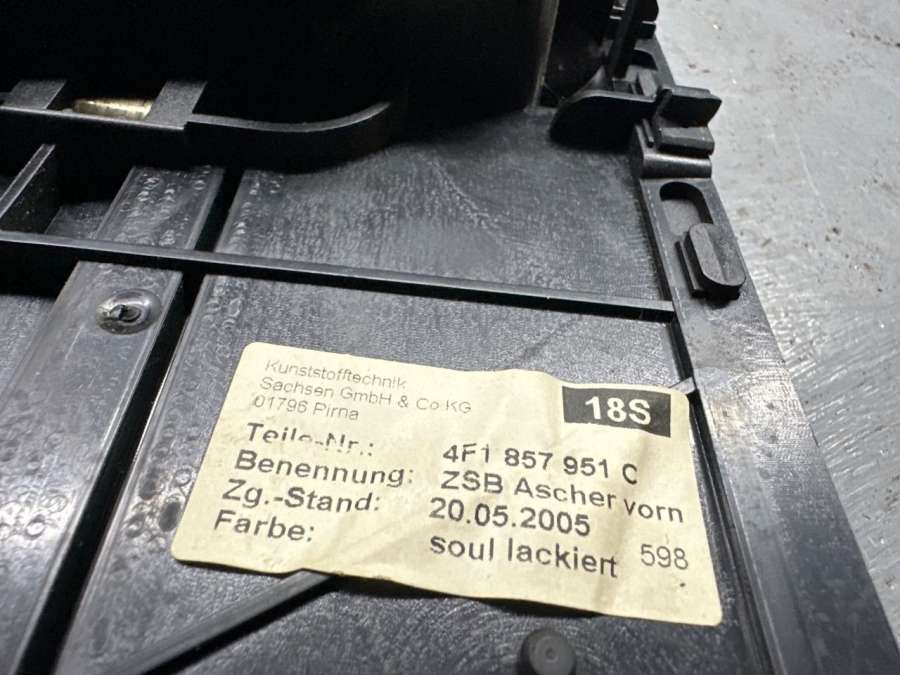 Kunststofftechnik
Sachsen GmbH & Co KG
01796 Pirna
18S
Teile-Nr.: 4F1 857 951 C
Benennung: ZSB Ascher vorn
Zg.-Stand: 20.05.2005
Farbe: soul lackiert 598